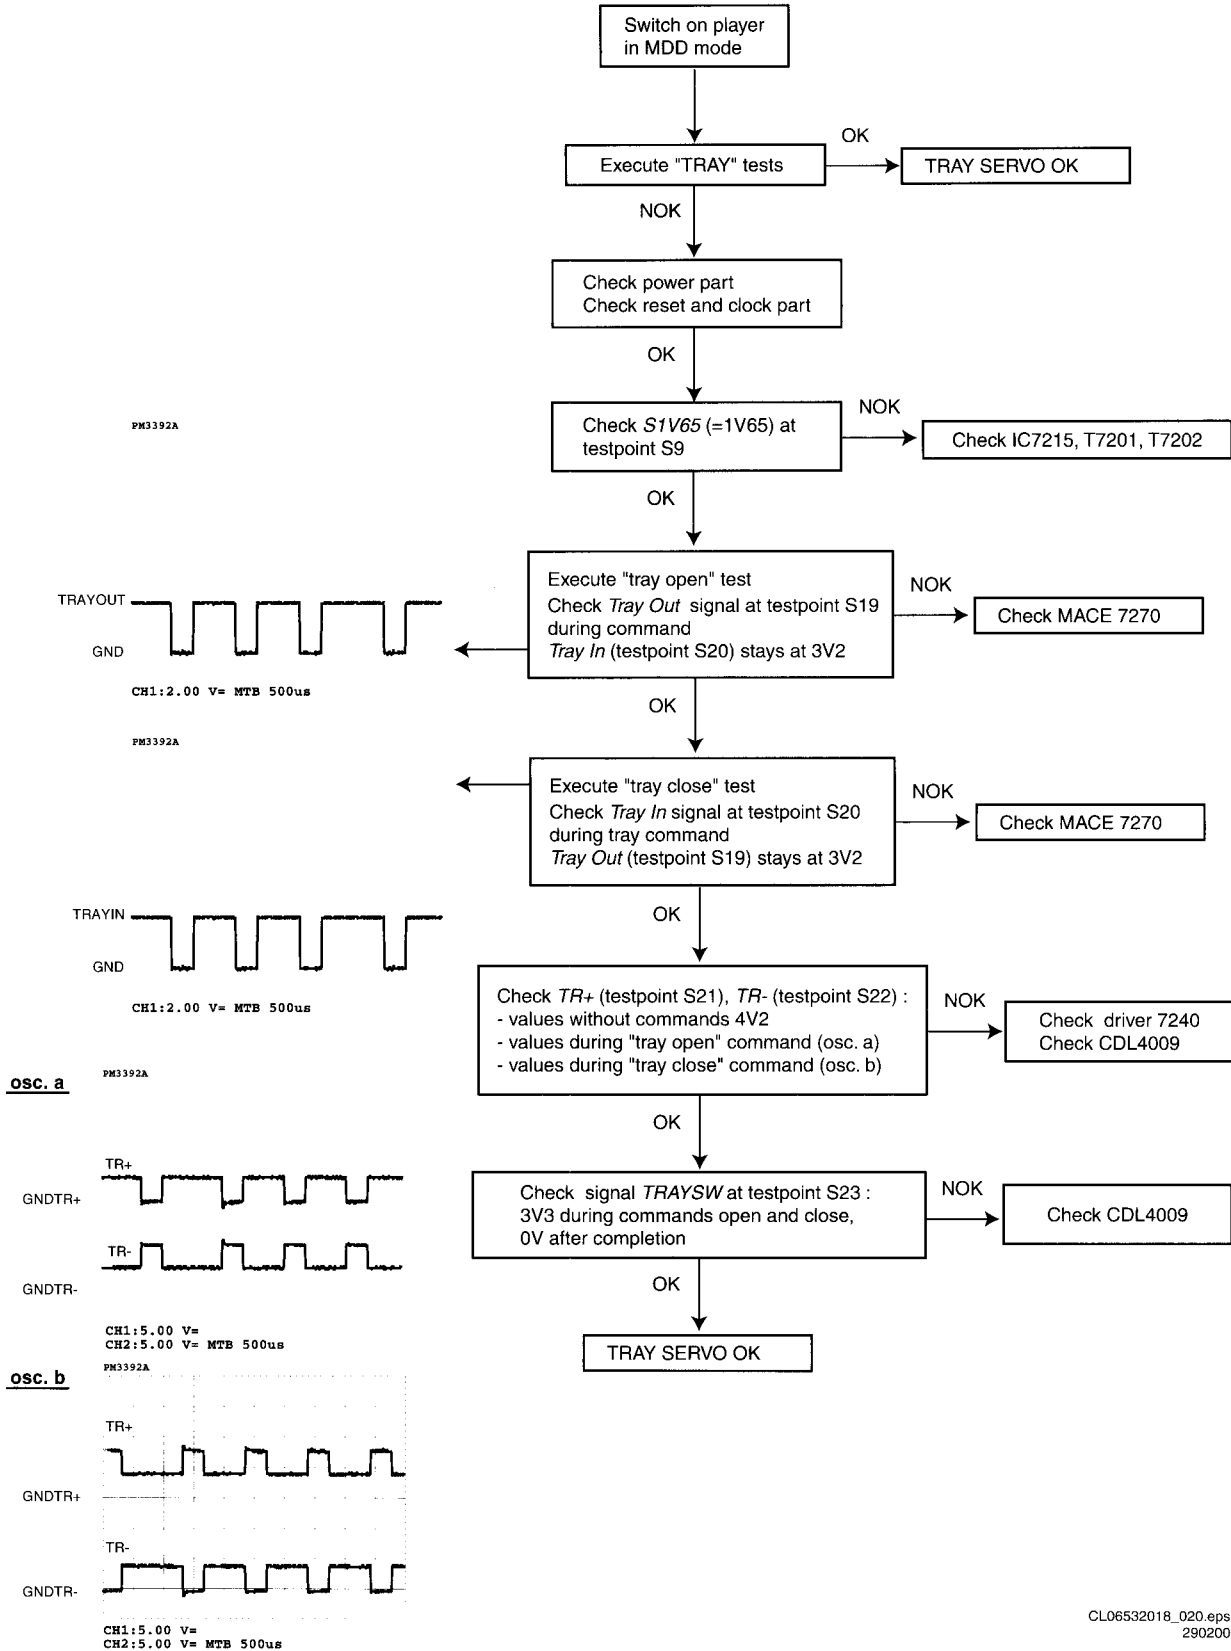 Switch on player
in MDD mode
OK
Execute "TRAY" tests
TRAY SERVO OK
NOK
Check power part
Check reset and clock part
OK
NOK
PM3392A
Check S1V65 (=1V65) at
testpoint S9
Check IC7215, T7201, T7202
OK
Execute "tray open" test
Check Tray Out signal at testpoint S19
during command
Tray In (testpoint S20) stays at 3V2
NOK
Check MACE 7270
TRAYOUT
GND
CH1:2.00 V= MTB 500us
OK
PM3392A
Execute "tray close" test
Check Tray In signal at testpoint S20
during tray command
Tray Out (testpoint S19) stays at 3V2
NOK
Check MACE 7270
TRAYIN
GND
CH1:2.00 V= MTB 500us
OK
Check TR+ (testpoint S21), TR- (testpoint S22) :
- values without commands 4V2
- values during "tray open" command (osc. a)
- values during "tray close" command (osc. b)
NOK
Check driver 7240
Check CDL4009
osc. a
PM3392A
OK
TR+
GNDTR+
TR-
GNDTR-
CH1:5.00 V=
CH2:5.00 V= MTB 500us
Check signal TRAYSW at testpoint S23 :
3V3 during commands open and close,
0V after completion
NOK
Check CDL4009
OK
TRAY SERVO OK
osc. b
PM3392A
TR+
GNDTR+
TR-
GNDTR-
CH1:5.00 V=
CH2:5.00 V= MTB 500us
CL06532018_020.eps
290200